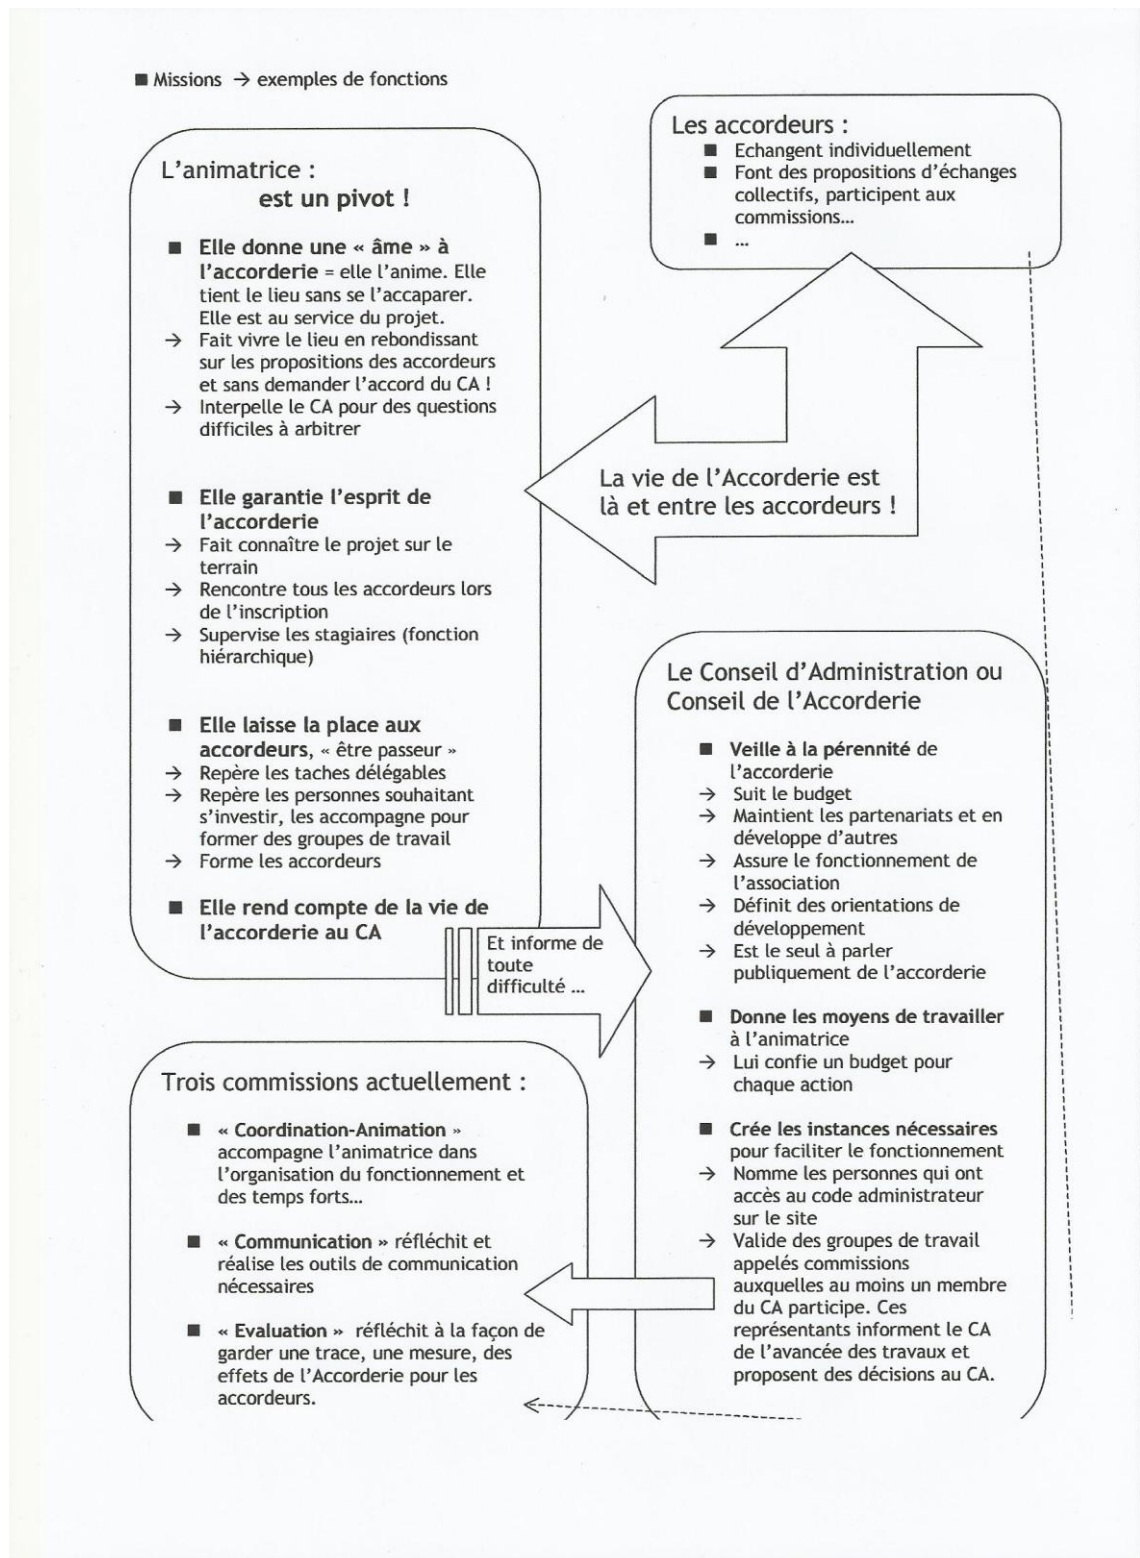 ■ Missions → exemples de fonctions
L'animatrice :
est un pivot !
■ Elle donne une « âme » à
l'accorderie = elle l'anime. Elle
tient le lieu sans se l'accaparer.
Elle est au service du projet.
→ Fait vivre le lieu en rebondissant
sur les propositions des accordeurs
et sans demander l'accord du CA !
→ Interpelle le CA pour des questions
difficiles à arbitrer
■ Elle garantie l'esprit de
l'accorderie
→ Fait connaître le projet sur le
terrain
→ Rencontre tous les accordeurs lors
de l'inscription
→ Supervise les stagiaires (fonction
hiérarchique)
■ Elle laisse la place aux
accordeurs, « être passeur »
→ Repère les taches délégables
→ Repère les personnes souhaitant
s'investir, les accompagne pour
former des groupes de travail
→ Forme les accordeurs
■ Elle rend compte de la vie de
l'accorderie au CA
Et informe de
toute
difficulté ...
Les accordeurs :
■ Echangent individuellement
■ Font des propositions d'échanges
collectifs, participent aux
commissions...
■ ...
La vie de l'Accorderie est
là et entre les accordeurs !
Le Conseil d'Administration ou
Conseil de l'Accorderie
■ Veille à la pérennité de
l'accorderie
→ Suit le budget
→ Maintient les partenariats et en
développe d'autres
→ Assure le fonctionnement de
l'association
→ Définit des orientations de
développement
→ Est le seul à parler
publiquement de l'accorderie
■ Donne les moyens de travailler
à l'animatrice
→ Lui confie un budget pour
chaque action
■ Crée les instances nécessaires
pour faciliter le fonctionnement
→ Nomme les personnes qui ont
accès au code administrateur
sur le site
→ Valide des groupes de travail
appelés commissions
auxquelles au moins un membre
du CA participe. Ces
représentants informent le CA
de l'avancée des travaux et
proposent des décisions au CA.
Trois commissions actuellement :
■ « Coordination-Animation »
accompagne l'animatrice dans
l'organisation du fonctionnement et
des temps forts...
■ « Communication » réfléchit et
réalise les outils de communication
nécessaires
■ « Evaluation » réfléchit à la façon de
garder une trace, une mesure, des
effets de l'Accorderie pour les
accordeurs.